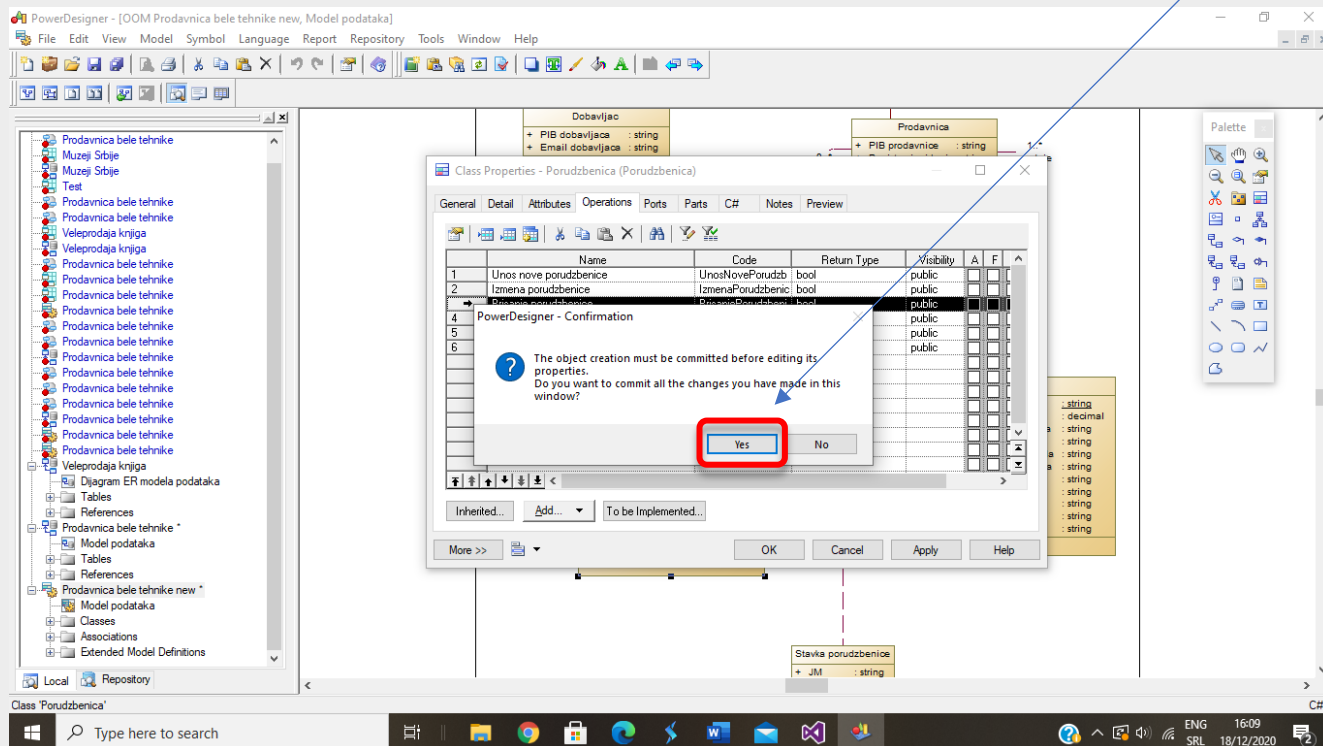 PowerDesigner - [OOM Prodavnica bele tehnike new, Model podataka]
File Edit View Model Symbol Language Report Repository Tools Window Help
Prodavnica bele tehnike
Muzeji Srbije
Muzeji Srbije
Test
Prodavnica bele tehnike
Prodavnica bele tehnike
Veleprodaja knjiga
Veleprodaja knjiga
Prodavnica bele tehnike
Prodavnica bele tehnike
Prodavnica bele tehnike
Prodavnica bele tehnike
Prodavnica bele tehnike
Prodavnica bele tehnike
Prodavnica bele tehnike
Prodavnica bele tehnike
Prodavnica bele tehnike
Prodavnica bele tehnike
Prodavnica bele tehnike
Prodavnica bele tehnike
Prodavnica bele tehnike
Veleprodaja knjiga
Dijagram ER modela podataka
Tables
References
Prodavnica bele tehnike *
Model podataka
Tables
References
Prodavnica bele tehnike new *
Model podataka
Classes
Associations
Extended Model Definitions
Local Repository
Dobavljac
+ PIB dobavljaca : string
+ Email dobavljaca : string
Prodavnica
+ PIB prodavnice : string
1..*
Palette
Class Properties - Porudzbenica (Porudzbenica)
General Detail Attributes Operations Ports Parts C# Notes Preview
Name Code Return Type Visibility A F
1 Unos nove porudzbenice UnosNovePorudzb bool public
2 Izmena porudzbenice IzmenaPorudzbenic bool public
Brisanje porudzbenice BrisanjePorudzbeni bool public
4 public
5 public
6 public
PowerDesigner - Confirmation
The object creation must be committed before editing its
properties.
Do you want to commit all the changes you have made in this
window?
Yes No
Inherited... Add... To be Implemented...
More >> OK Cancel Apply Help
: string
: decimal
a : string
: string
a : string
a : string
: string
: string
: string
: string
: string
Stavka porudzbenice
+ JM : string
Class 'Porudzbenica'
C#
Type here to search
ENG
SRL
16:09
18/12/2020
2